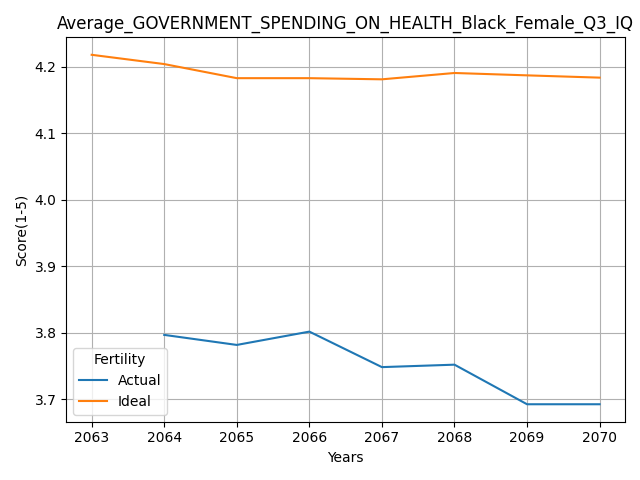 Average_GOVERNMENT_SPENDING_ON_HEALTH_Black_Female_Q3_IQ
4.2
4.1
4.0
3.9
3.8
3.7
Score(1-5)
Fertility
Actual
Ideal
2063 2064 2065 2066 2067 2068 2069 2070
Years